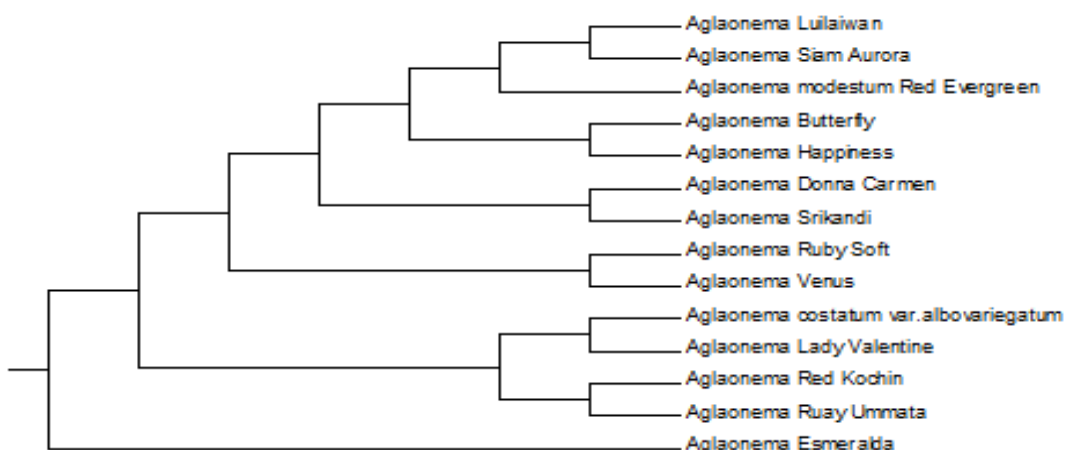 Aglaonema Luilaiwan
Aglaonema Siam Aurora
Aglaonema modestum Red Evergreen
Aglaonema Butterfly
Aglaonema Happiness
Aglaonema Donna Carmen
Aglaonema Srikandi
Aglaonema Ruby Soft
Aglaonema Venus
Aglaonema costatum var.albovariegatum
Aglaonema Lady Valentine
Aglaonema Red Kochin
Aglaonema Ruay Ummata
Aglaonema Esmeralda